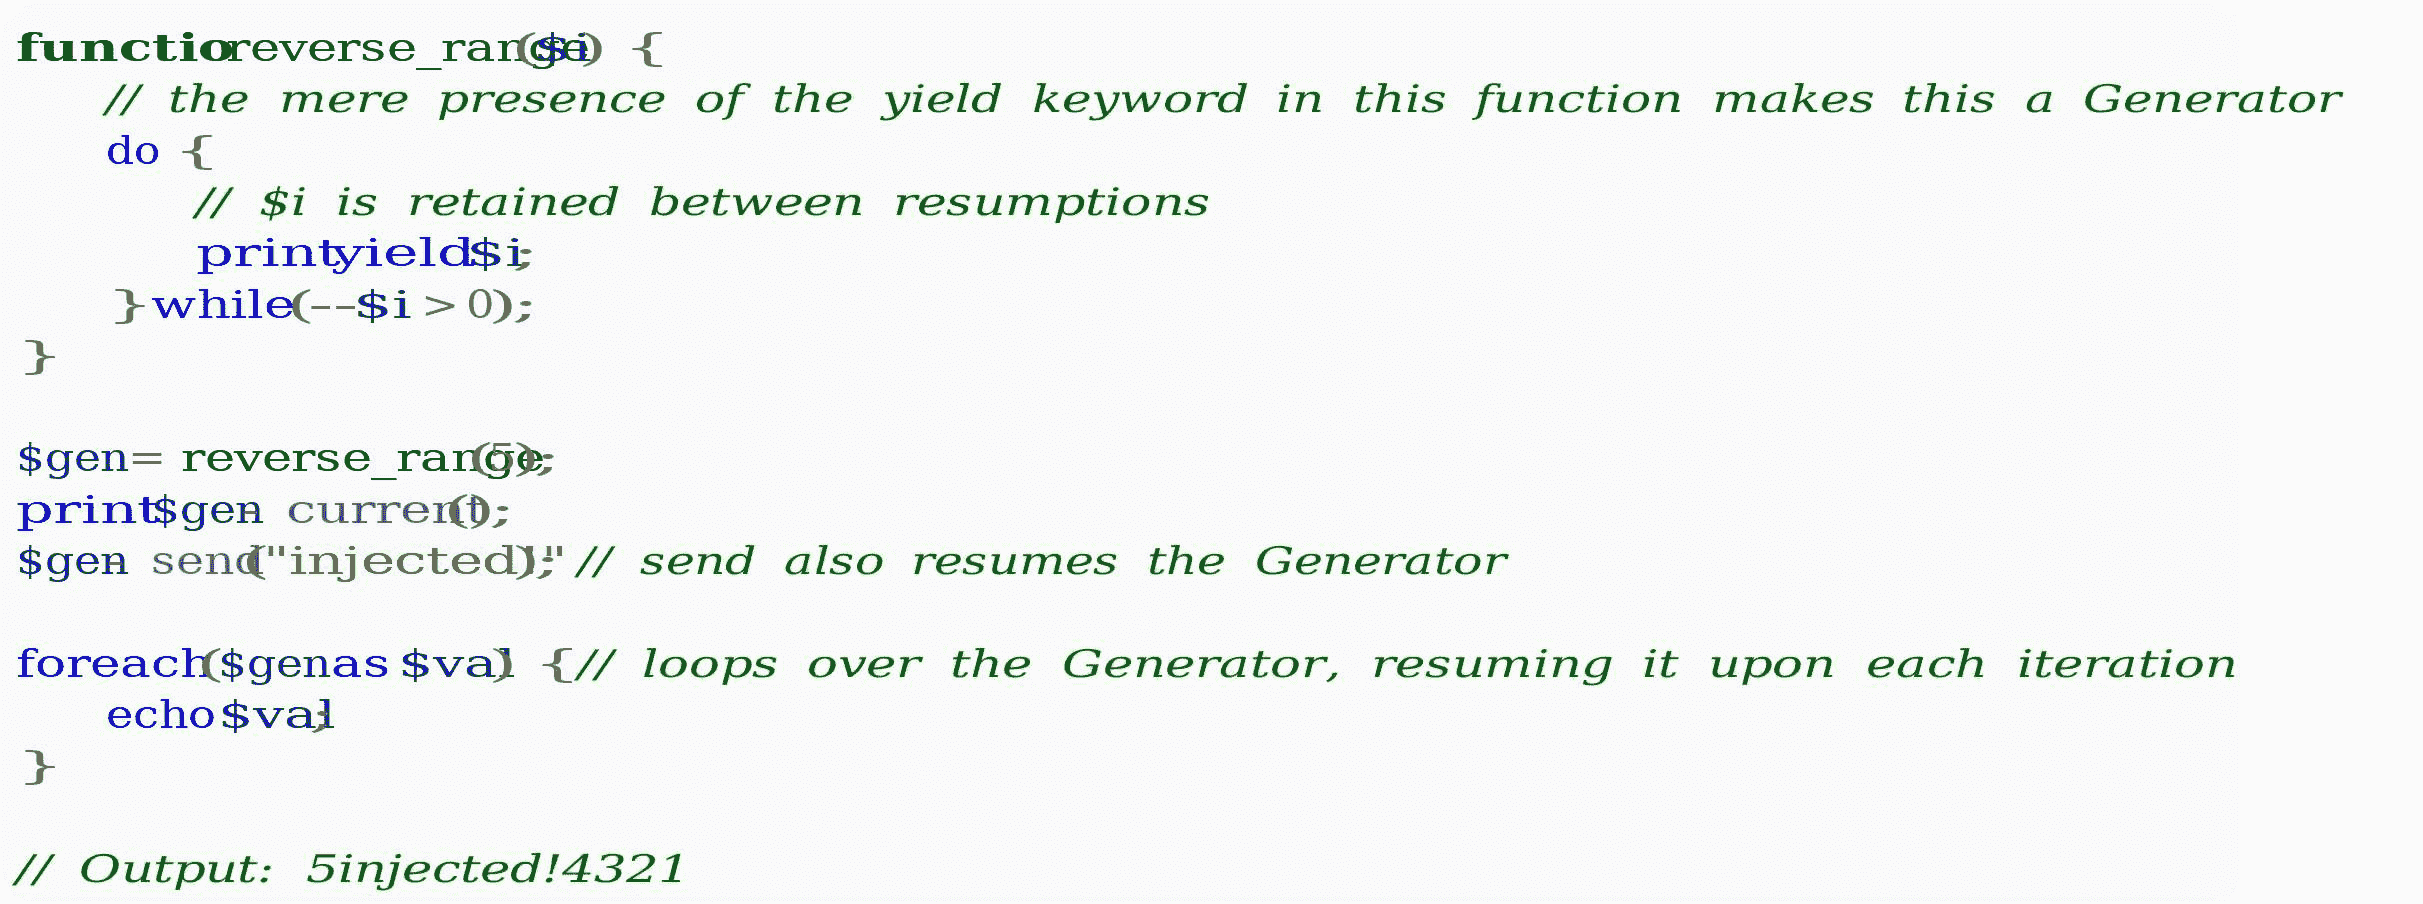 function reverse_range($i) {
    // the mere presence of the yield keyword in this function makes this a Generator
    do {
        // $i is retained between resumptions
        print yield $i;
    } while (--$i > 0);
}

$gen = reverse_range(5);
print $gen- current();
$gen- send("injected!"); // send also resumes the Generator

foreach ($gen as $val) { // loops over the Generator, resuming it upon each iteration
    echo $val;
}

// Output: 5injected!4321